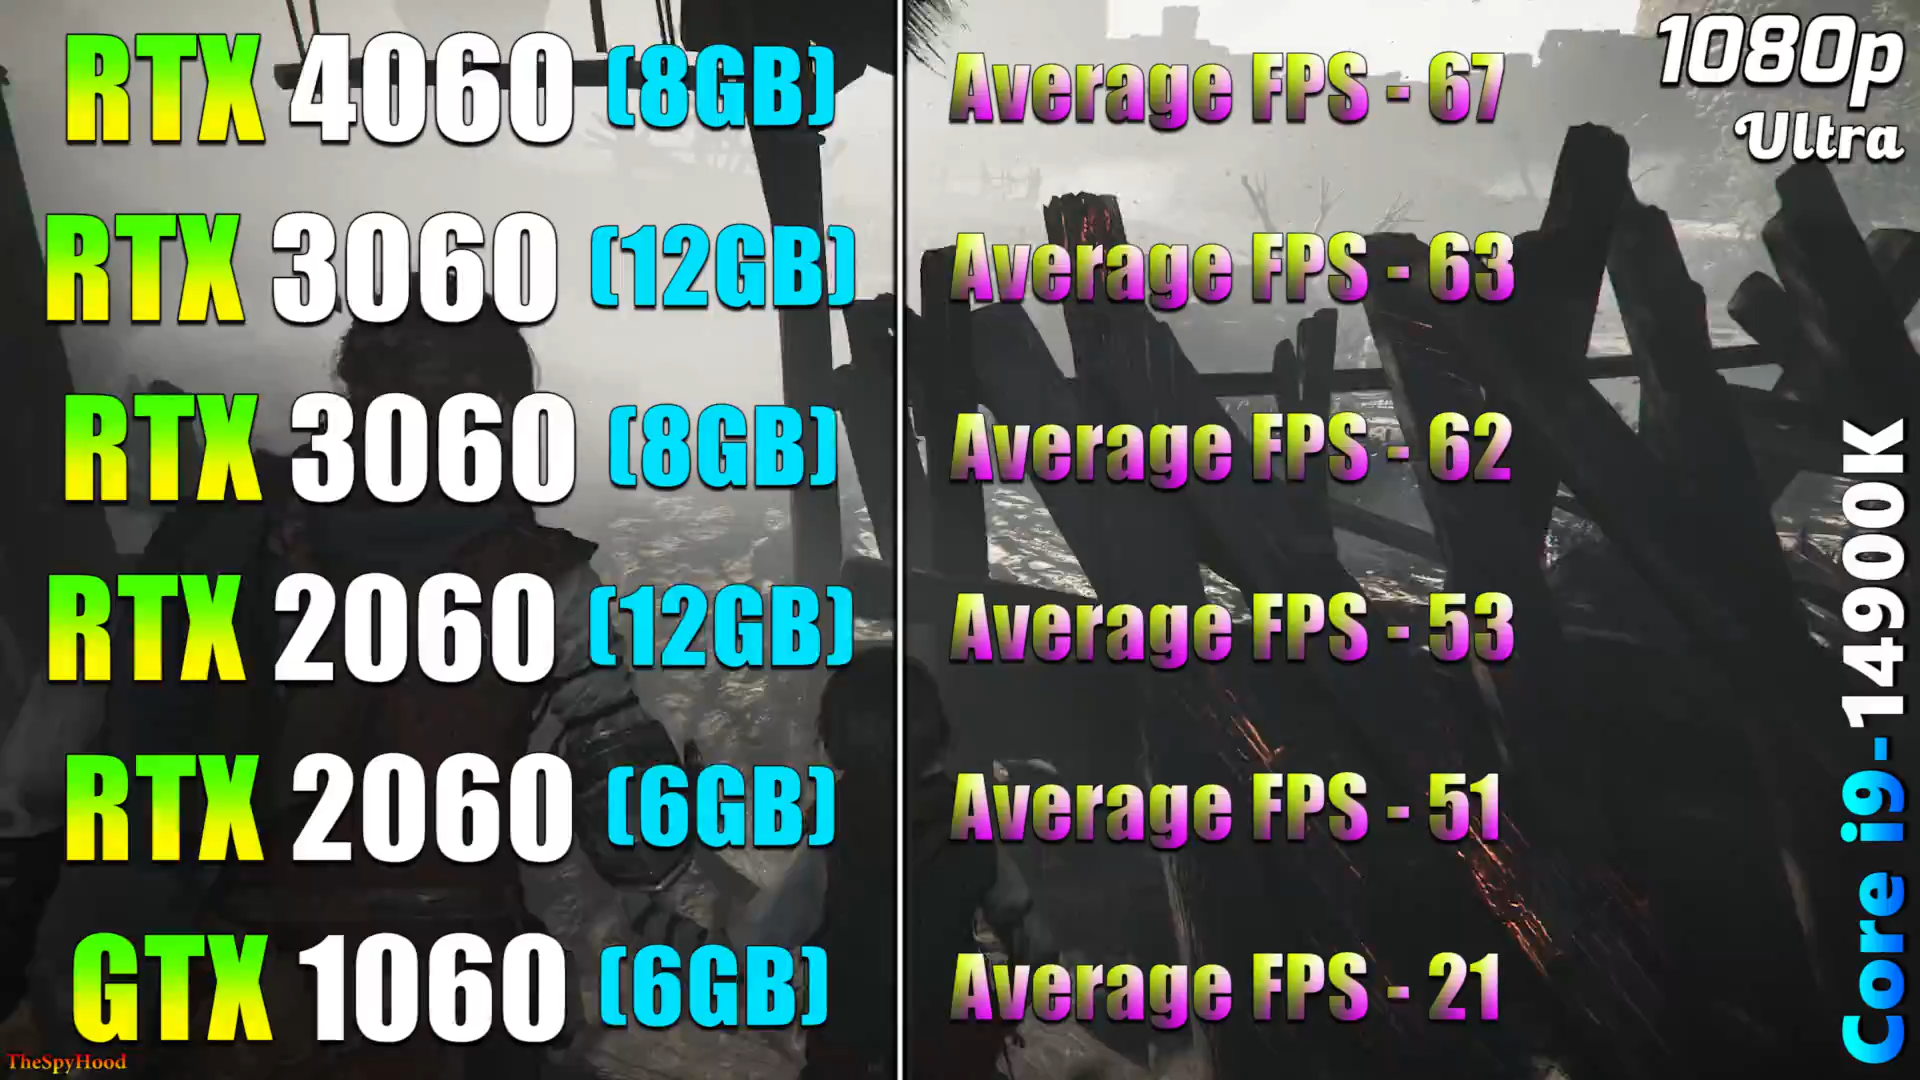 RTX 4060 (8GB) Average FPS - 67
1080p
Ultra
RTX 3060 (12GB) Average FPS - 63
RTX 3060 (8GB) Average FPS - 62
RTX 2060 (12GB) Average FPS - 53
RTX 2060 (6GB) Average FPS - 51
GTX 1060 (6GB) Average FPS - 21
Core i9-14900K
TheSpyHood